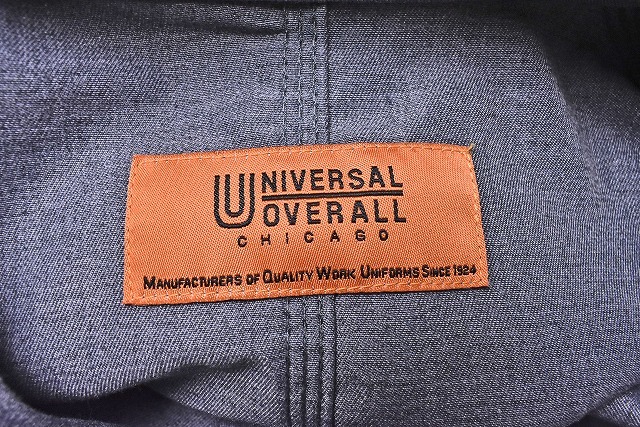 UNIVERSAL
OVERALL
CHICAGO
MANUFACTURERS OF QUALITY WORK UNIFORMS SINCE 1924